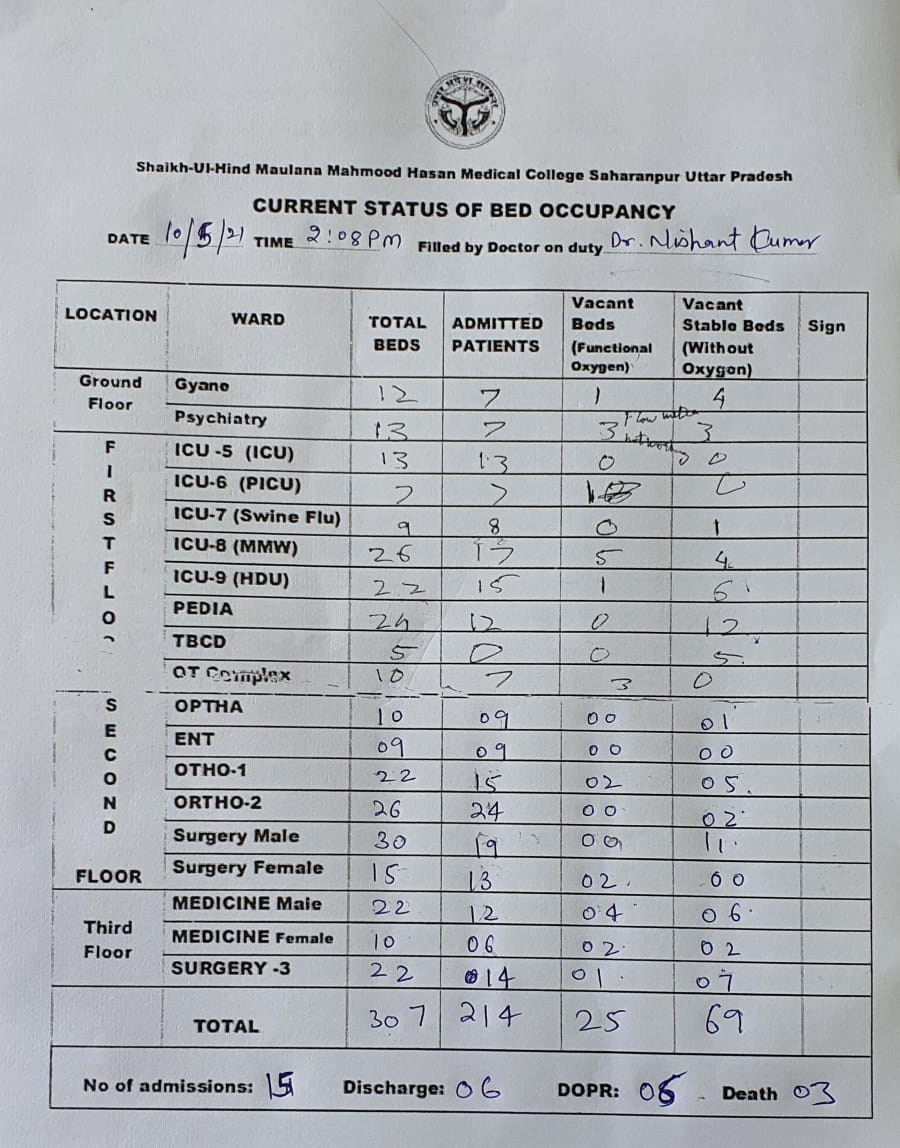 उत्तर प्रदेश सरकार
Shaikh-Ul-Hind Maulana Mahmood Hasan Medical College Saharanpur Uttar Pradesh
CURRENT STATUS OF BED OCCUPANCY
DATE 10/5/21 TIME 2:08PM Filled by Doctor on duty Dr. Nishant Kumar
LOCATION WARD TOTAL BEDS ADMITTED PATIENTS Vacant Beds (Functional Oxygen) Vacant Stable Beds (Without Oxygen) Sign
Ground Floor Gyane 12 7 1 4
Psychiatry 13 7 3 Flow meter not working 3
FIRST FLO ICU -5 (ICU) 13 13 0 0
ICU-6 (PICU) 7 7 0
ICU-7 (Swine Flu) 9 8 0 1
ICU-8 (MMW) 26 17 5 4
ICU-9 (HDU) 22 15 1 6
PEDIA 24 12 0 12
TBCD 5 0 0 5
OT Complex 10 7 3 0
SECOND FLOOR OPTHA 10 09 00 01
ENT 09 09 00 00
OTHO-1 22 15 02 05
ORTHO-2 26 24 00 02
Surgery Male 30 19 00 11
Surgery Female 15 13 02 00
Third Floor MEDICINE Male 22 12 04 06
MEDICINE Female 10 06 02 02
SURGERY -3 22 14 01 07
TOTAL 307 214 25 69
No of admissions: 15 Discharge: 06 DOPR: 05 Death 03